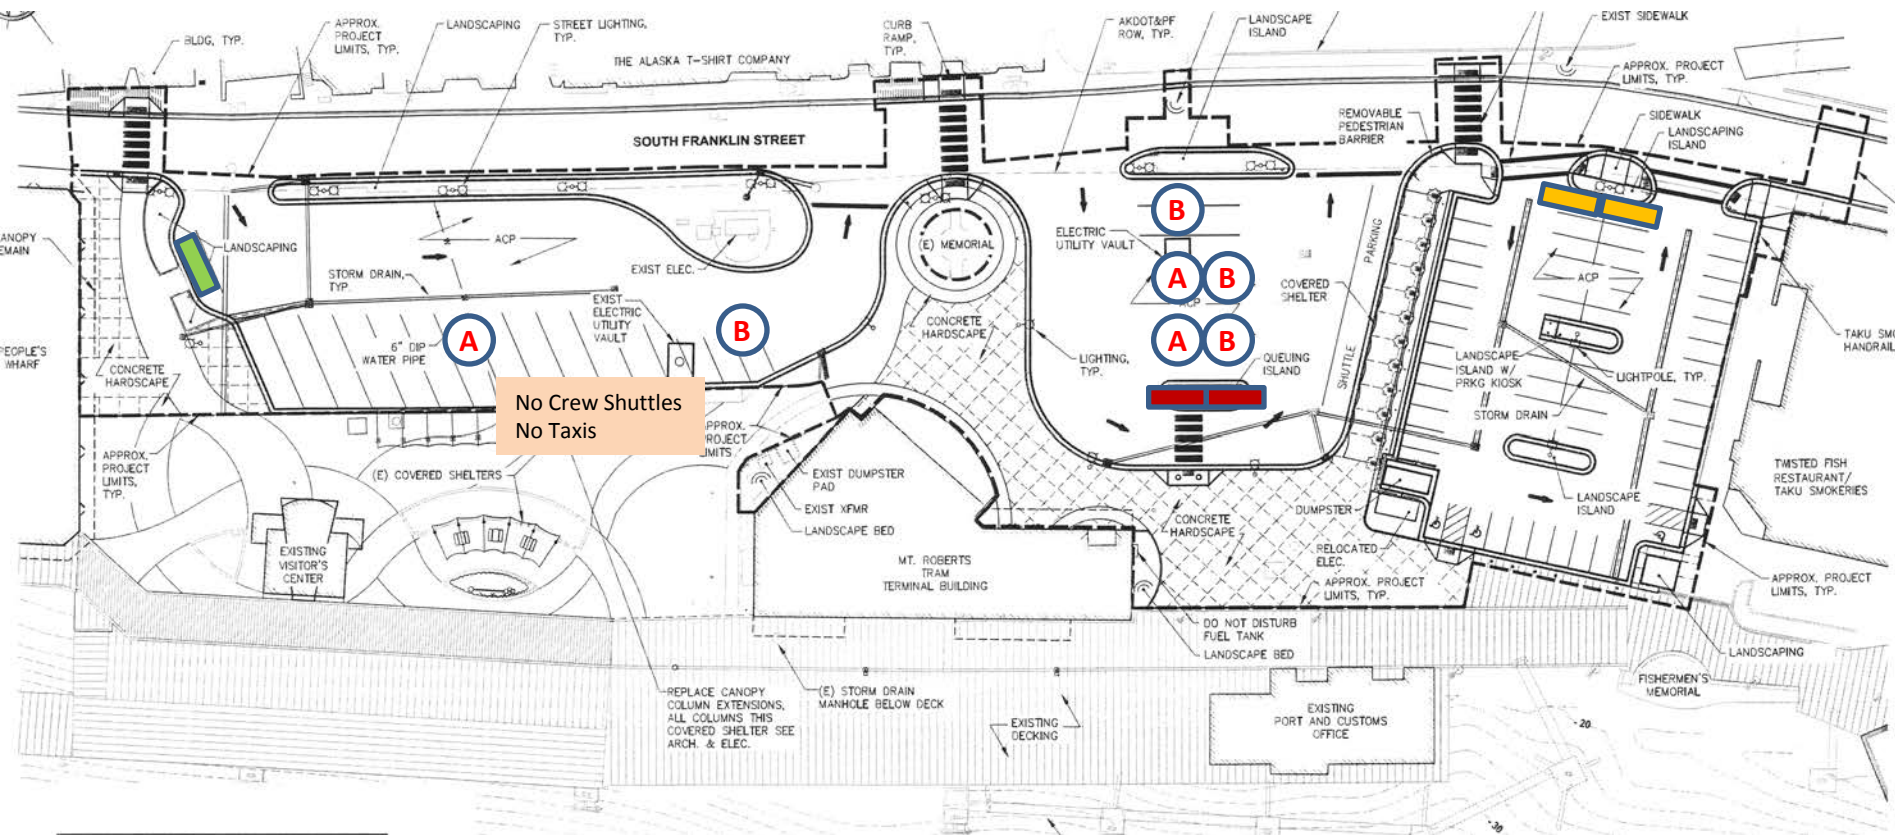 BLDG, TYP.
APPROX.
PROJECT
LIMITS, TYP.
LANDSCAPING
STREET LIGHTING,
TYP.
THE ALASKA T-SHIRT COMPANY
CURB
RAMP,
TYP.
AKDOT&PF
ROW, TYP.
LANDSCAPE
ISLAND
EXIST SIDEWALK
APPROX. PROJECT
LIMITS, TYP.
SOUTH FRANKLIN STREET
REMOVABLE
PEDESTRIAN
BARRIER
SIDEWALK
LANDSCAPING
ISLAND
CANOPY
REMAIN
LANDSCAPING
ACP
STORM DRAIN,
TYP.
EXIST ELEC.
(E) MEMORIAL
ELECTRIC
UTILITY VAULT
B
A
B
ACP
A
B
PARKING
SHUTTLE
COVERED
SHELTER
ACP
EXIST
ELECTRIC
UTILITY
VAULT
B
A
6" DIP
WATER PIPE
CONCRETE
HARDSCAPE
LIGHTING,
TYP.
QUEUING
ISLAND
LANDSCAPE
ISLAND W/
PRKG KIOSK
LIGHTPOLE, TYP.
STORM DRAIN
TAKU SMO
HANDRAIL
PEOPLE'S
WHARF
CONCRETE
HARDSCAPE
No Crew Shuttles
No Taxis
APPROX.
PROJECT
LIMITS
APPROX.
PROJECT
LIMITS,
TYP.
(E) COVERED SHELTERS
EXIST DUMPSTER
PAD
EXIST XFMR
LANDSCAPE BED
TWISTED FISH
RESTAURANT/
TAKU SMOKERIES
DUMPSTER
LANDSCAPE
ISLAND
CONCRETE
HARDSCAPE
RELOCATED
ELEC.
EXISTING
VISITOR'S
CENTER
MT. ROBERTS
TRAM
TERMINAL BUILDING
APPROX. PROJECT
LIMITS, TYP.
APPROX. PROJECT
LIMITS, TYP.
DO NOT DISTURB
FUEL TANK
LANDSCAPE BED
LANDSCAPING
FISHERMEN'S
MEMORIAL
REPLACE CANOPY
COLUMN EXTENSIONS,
ALL COLUMNS THIS
COVERED SHELTER SEE
ARCH. & ELEC.
(E) STORM DRAIN
MANHOLE BELOW DECK
EXISTING
DECKING
EXISTING
PORT AND CUSTOMS
OFFICE
-20
-30